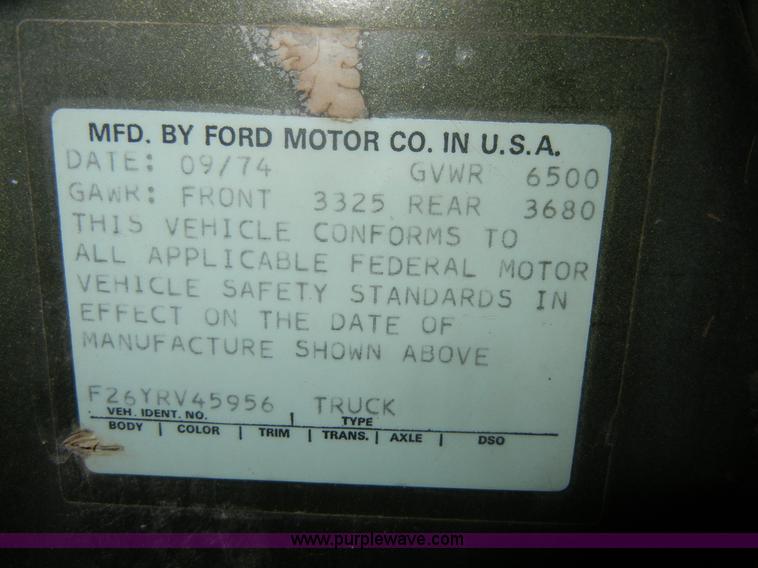 MFD. BY FORD MOTOR CO. IN U.S.A.
DATE: 09/74 GVWR 6500
GAWR: FRONT 3325 REAR 3680
THIS VEHICLE CONFORMS TO
ALL APPLICABLE FEDERAL MOTOR
VEHICLE SAFETY STANDARDS IN
EFFECT ON THE DATE OF
MANUFACTURE SHOWN ABOVE
F26YRV45956 TRUCK
VEH. IDENT. NO. | TYPE
BODY | COLOR | TRIM | TRANS. | AXLE | DSO
www.purplewave.com